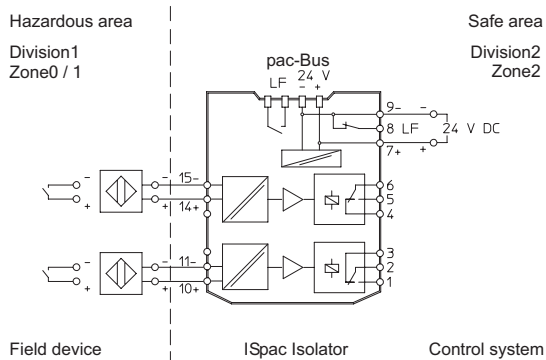 Hazardous area
Safe area
Division1
Zone0 / 1
Division2
Zone2
pac-Bus
LF
24 V
- +
9-
-
8 LF
24 V DC
7+
+
-
+
-
+
15-
14+
6
5
4
-
+
-
+
11-
10+
3
2
1
Field device
ISpac Isolator
Control system